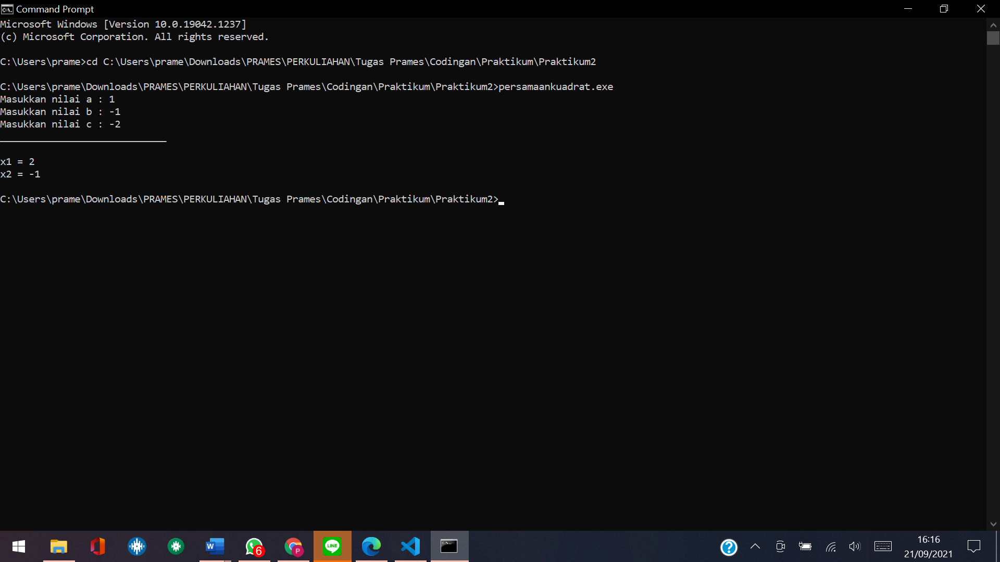 Command Prompt
Microsoft Windows [Version 10.0.19042.1237]
(c) Microsoft Corporation. All rights reserved.
C:\Users\prame>cd C:\Users\prame\Downloads\PRAMES\PERKULIAHAN\Tugas Prames\Codingan\Praktikum\Praktikum2
C:\Users\prame\Downloads\PRAMES\PERKULIAHAN\Tugas Prames\Codingan\Praktikum\Praktikum2>persamaankuadrat.exe
Masukkan nilai a : 1
Masukkan nilai b : -1
Masukkan nilai c : -2
_____________________________
x1 = 2
x2 = -1
C:\Users\prame\Downloads\PRAMES\PERKULIAHAN\Tugas Prames\Codingan\Praktikum\Praktikum2>
W
6
P
LINE
?
16:16
21/09/2021